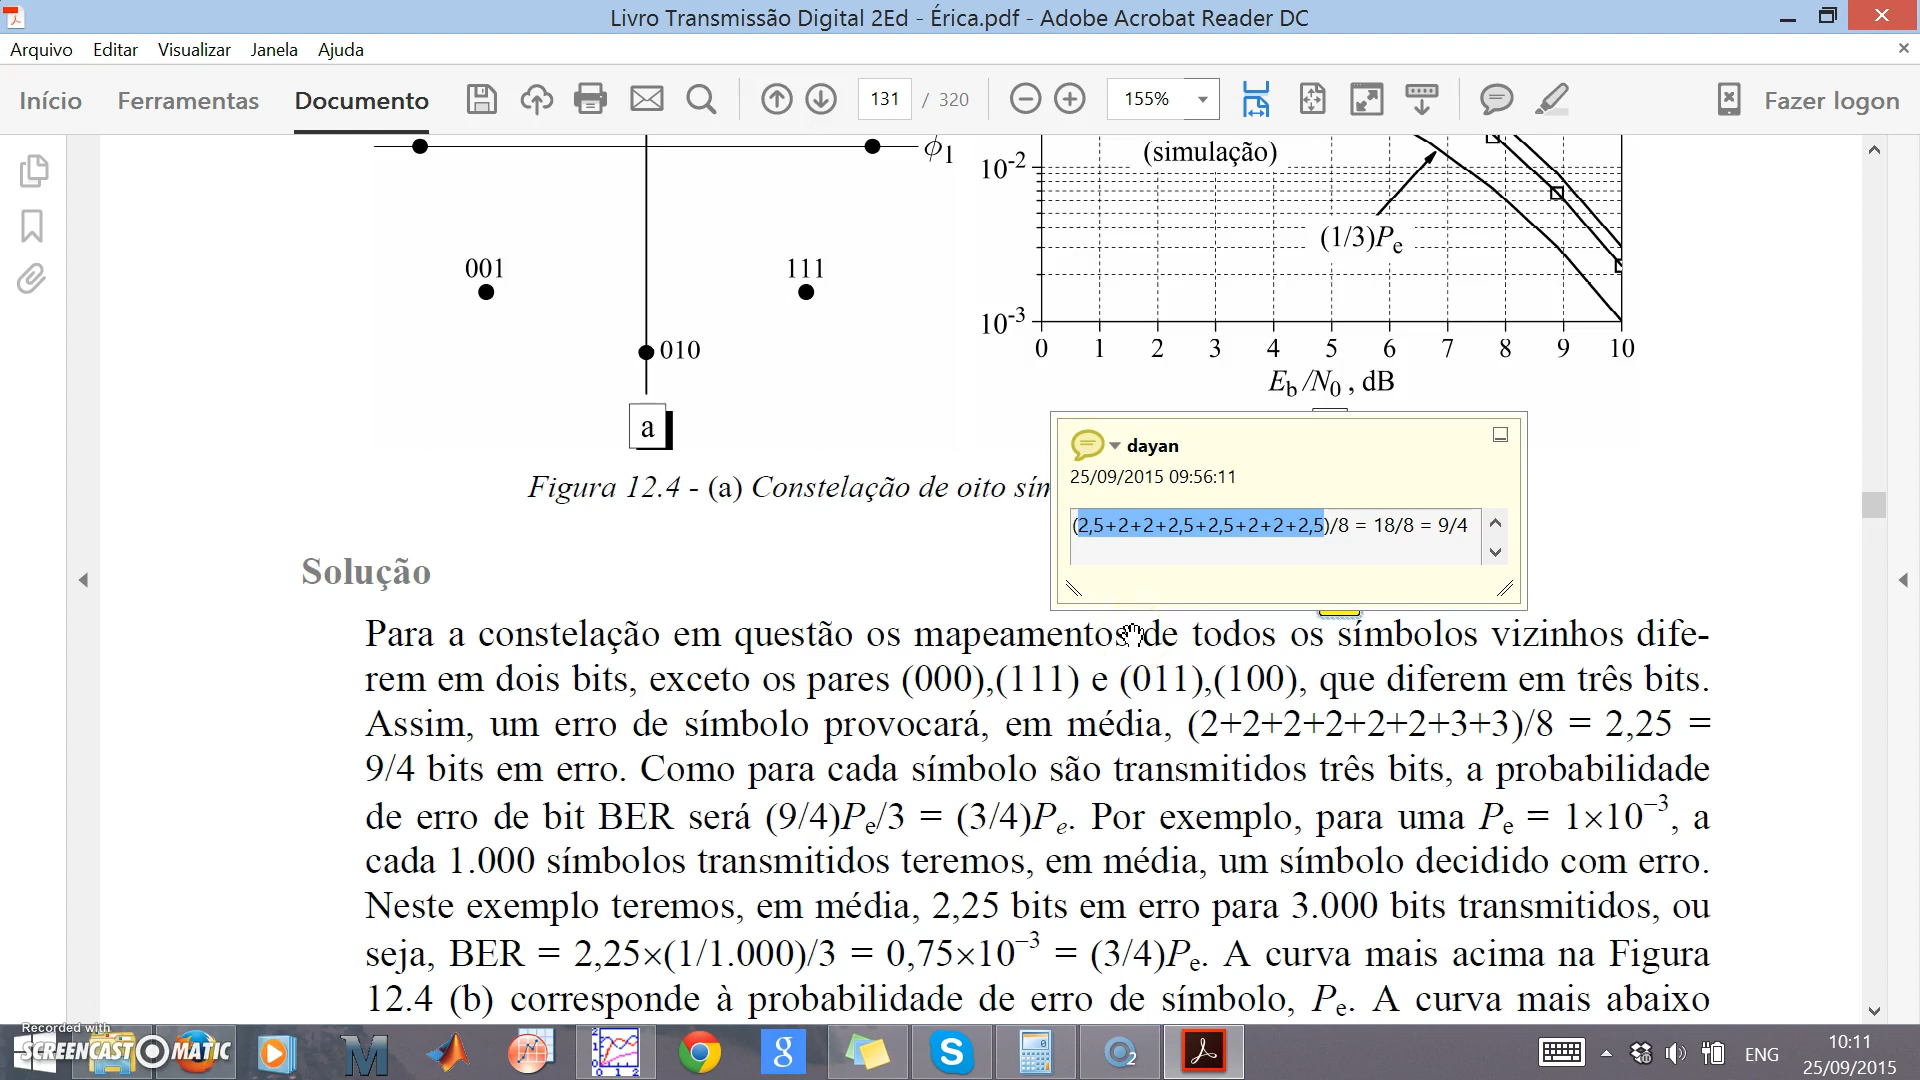 Livro Transmissão Digital 2Ed - Érica.pdf - Adobe Acrobat Reader DC
Arquivo Editar Visualizar Janela Ajuda
Início Ferramentas Documento 131 / 320 155% Fazer logon
ϕ1
001
111
010
a
(simulação)
10-2
(1/3)Pe
10-3
0 1 2 3 4 5 6 7 8 9 10
Eb/N0 , dB
Figura 12.4 - (a) Constelação de oito sím
dayan
25/09/2015 09:56:11
(2,5+2+2+2,5+2,5+2+2+2,5)/8 = 18/8 = 9/4
Solução
Para a constelação em questão os mapeamentos de todos os símbolos vizinhos dife-
rem em dois bits, exceto os pares (000),(111) e (011),(100), que diferem em três bits.
Assim, um erro de símbolo provocará, em média, (2+2+2+2+2+2+3+3)/8 = 2,25 =
9/4 bits em erro. Como para cada símbolo são transmitidos três bits, a probabilidade
de erro de bit BER será (9/4)Pe/3 = (3/4)Pe. Por exemplo, para uma Pe = 1×10–3, a
cada 1.000 símbolos transmitidos teremos, em média, um símbolo decidido com erro.
Neste exemplo teremos, em média, 2,25 bits em erro para 3.000 bits transmitidos, ou
seja, BER = 2,25×(1/1.000)/3 = 0,75×10–3 = (3/4)Pe. A curva mais acima na Figura
12.4 (b) corresponde à probabilidade de erro de símbolo, Pe. A curva mais abaixo
Recorded with
SCREENCAST MATIC
ENG
10:11
25/09/2015